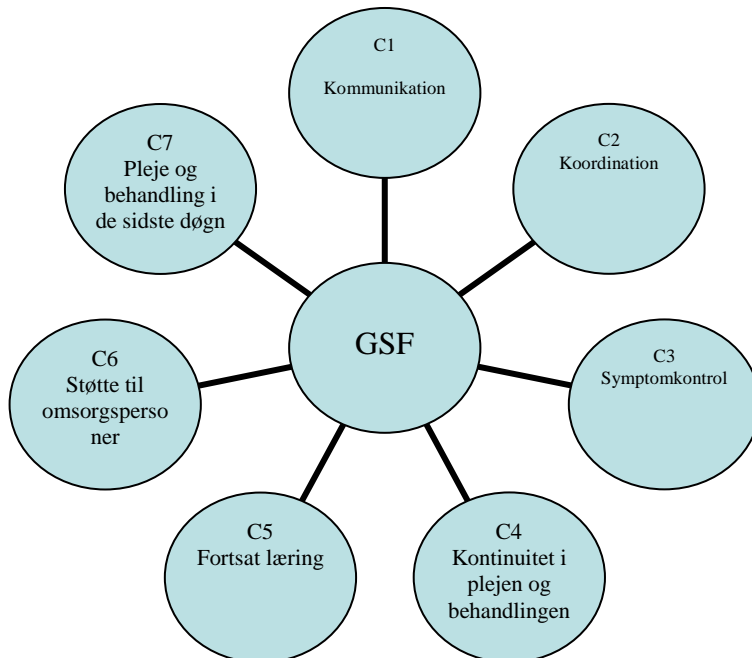 C1
Kommunikation
C2
Koordination
C3
Symptomkontrol
C4
Kontinuitet i
plejen og
behandlingen
C5
Fortsat læring
C6
Støtte til
omsorgsperso
ner
C7
Pleje og
behandling i
de sidste døgn
GSF